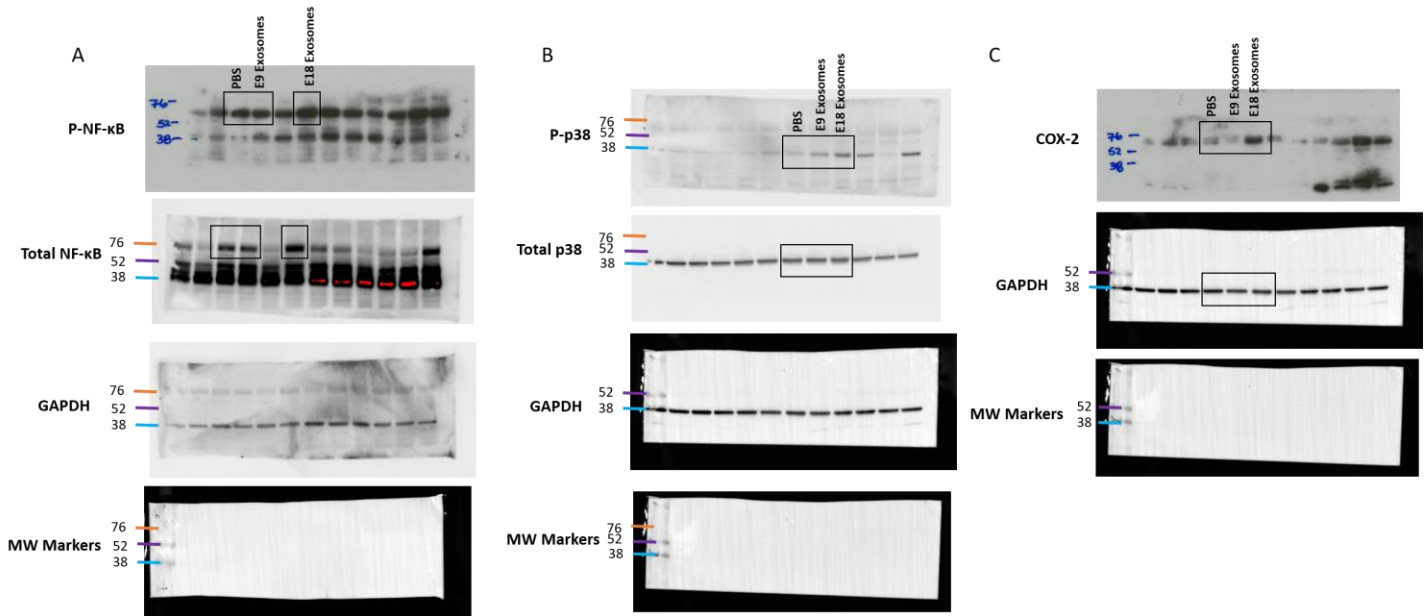 A
PBS
E9 Exosomes
E18 Exosomes
P-NF-κB
76-
52-
38-
Total NF-κB
76
52
38
GAPDH
76
52
38
MW Markers
76
52
38
B
PBS
E9 Exosomes
E18 Exosomes
P-p38
76
52
38
Total p38
76
52
38
GAPDH
52
38
MW Markers
76
52
38
C
PBS
E9 Exosomes
E18 Exosomes
COX-2
76 -
52 -
38 -
GAPDH
52
38
MW Markers
52
38